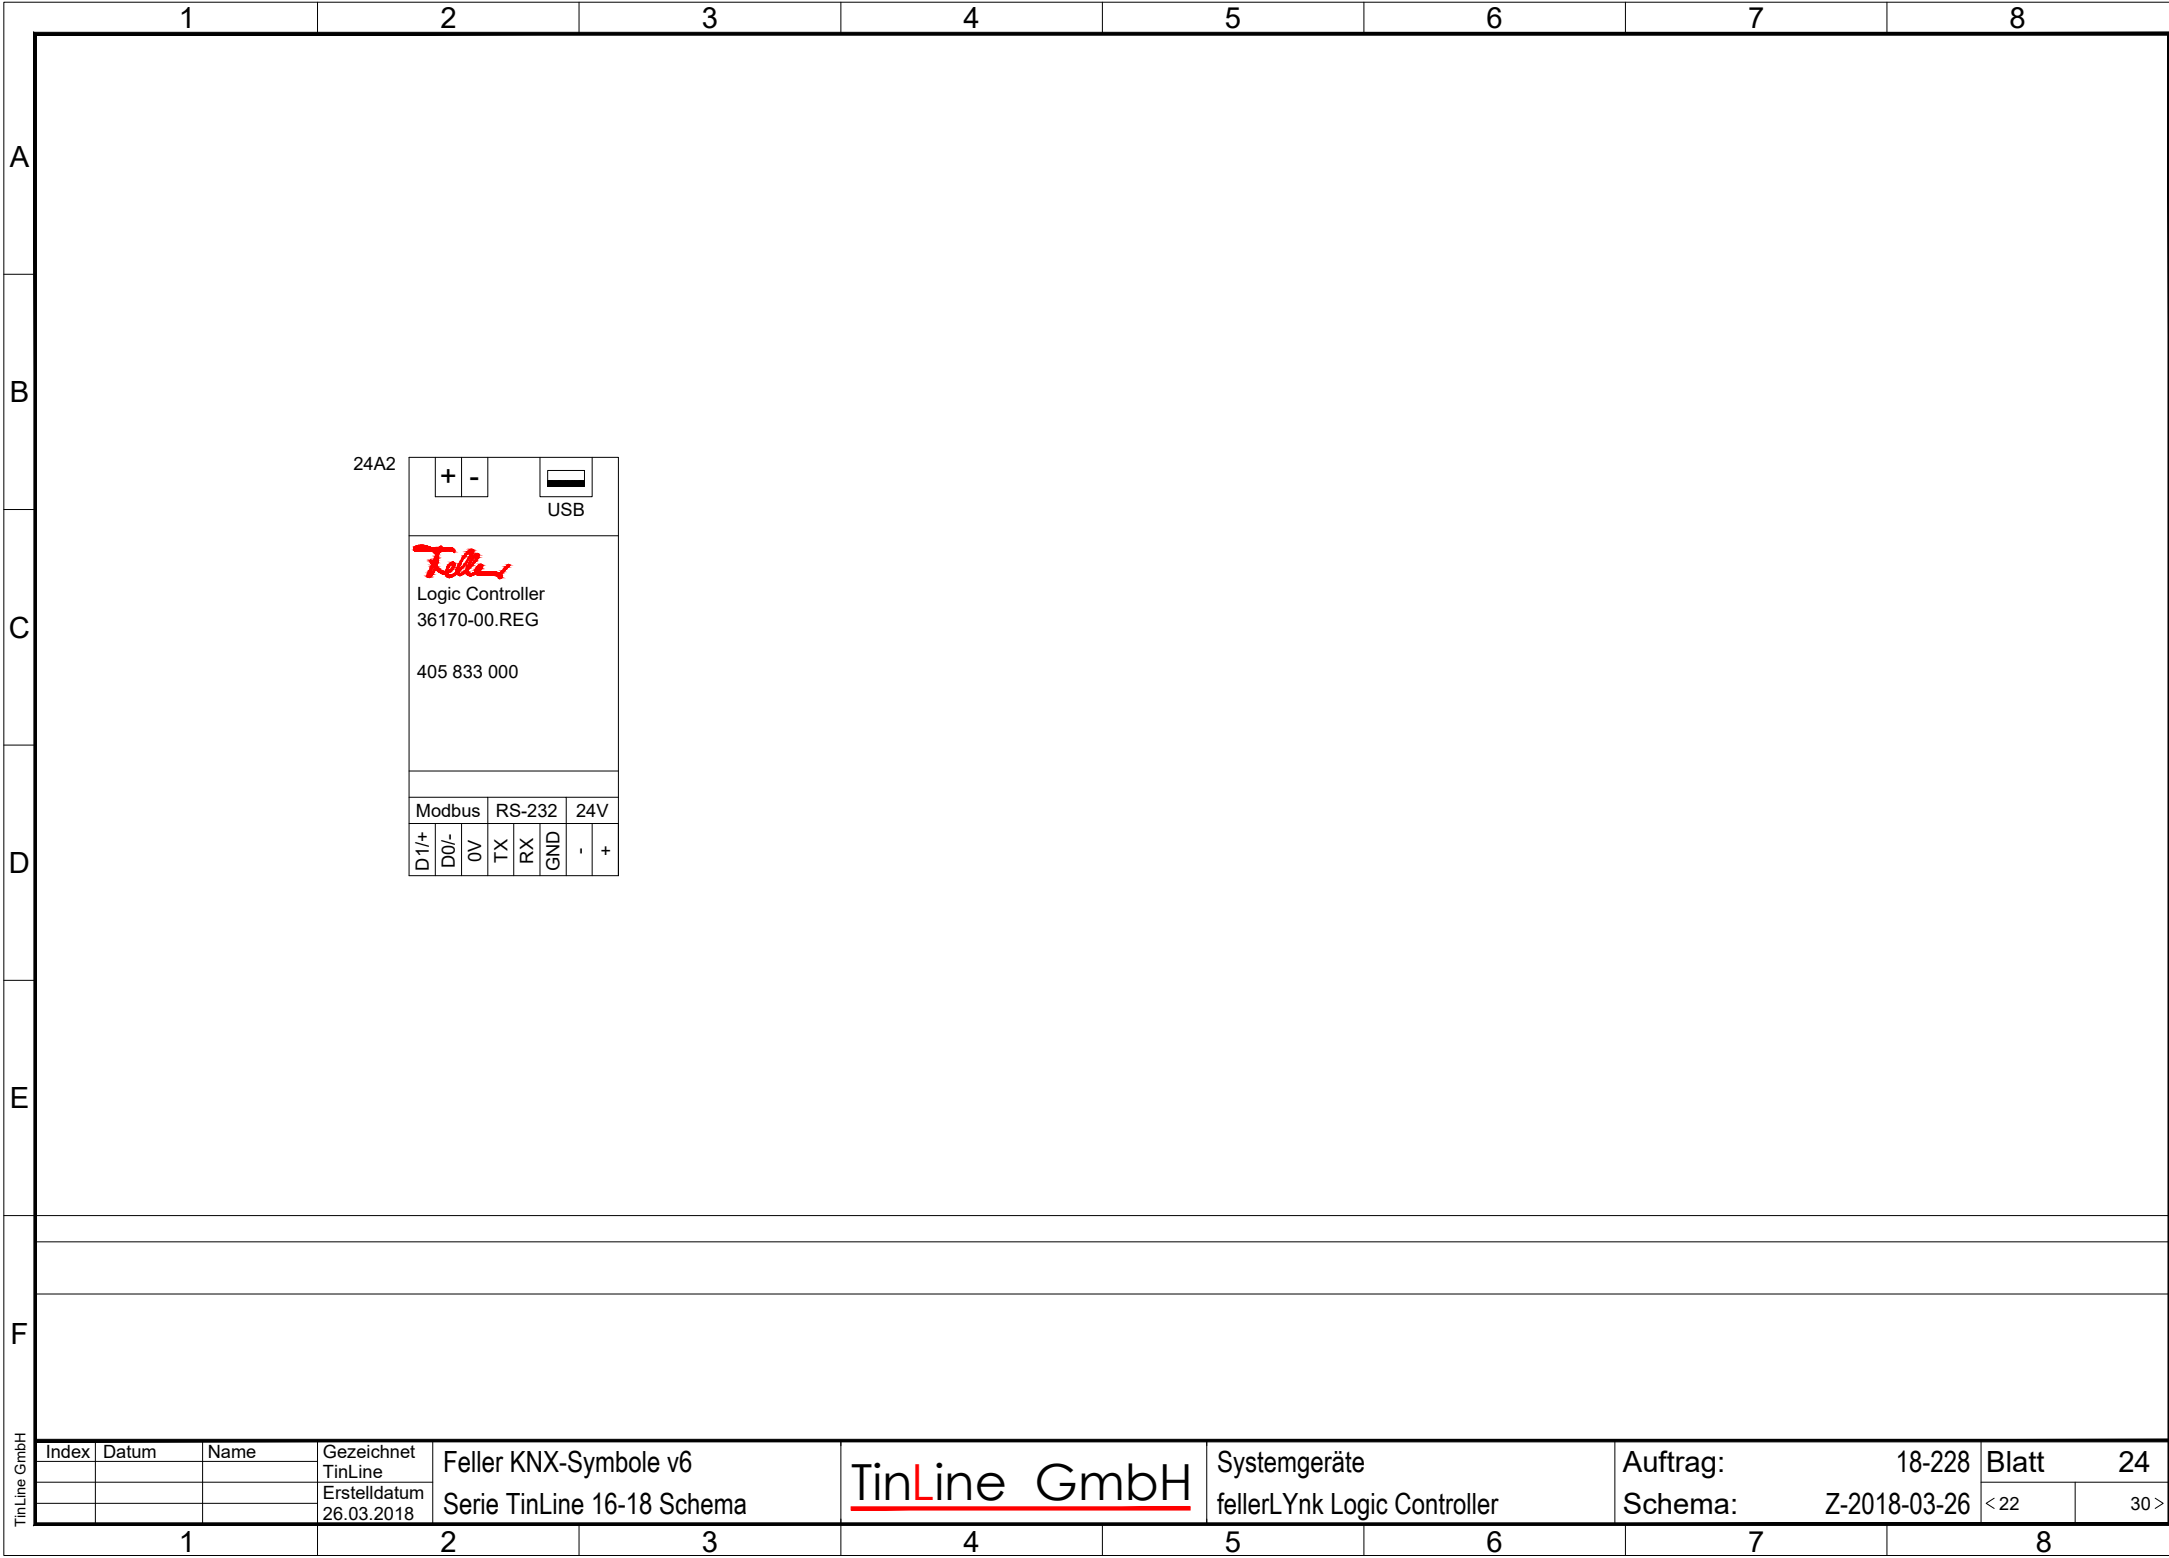 1 2 3 4 5 6 7 8
A
B
24A2
+ -
USB
Feller
Logic Controller
C
36170-00.REG
405 833 000
Modbus RS-232 24V
D1/+ D0/- 0V TX RX GND - +
D
E
F
TinLine GmbH
Index Datum Name
Gezeichnet
TinLine
Erstelldatum
26.03.2018
Feller KNX-Symbole v6
Serie TinLine 16-18 Schema
TinLine GmbH
Systemgeräte
fellerLYnk Logic Controller
Auftrag: 18-228
Schema: Z-2018-03-26
Blatt 24
< 22 30 >
1 2 3 4 5 6 7 8